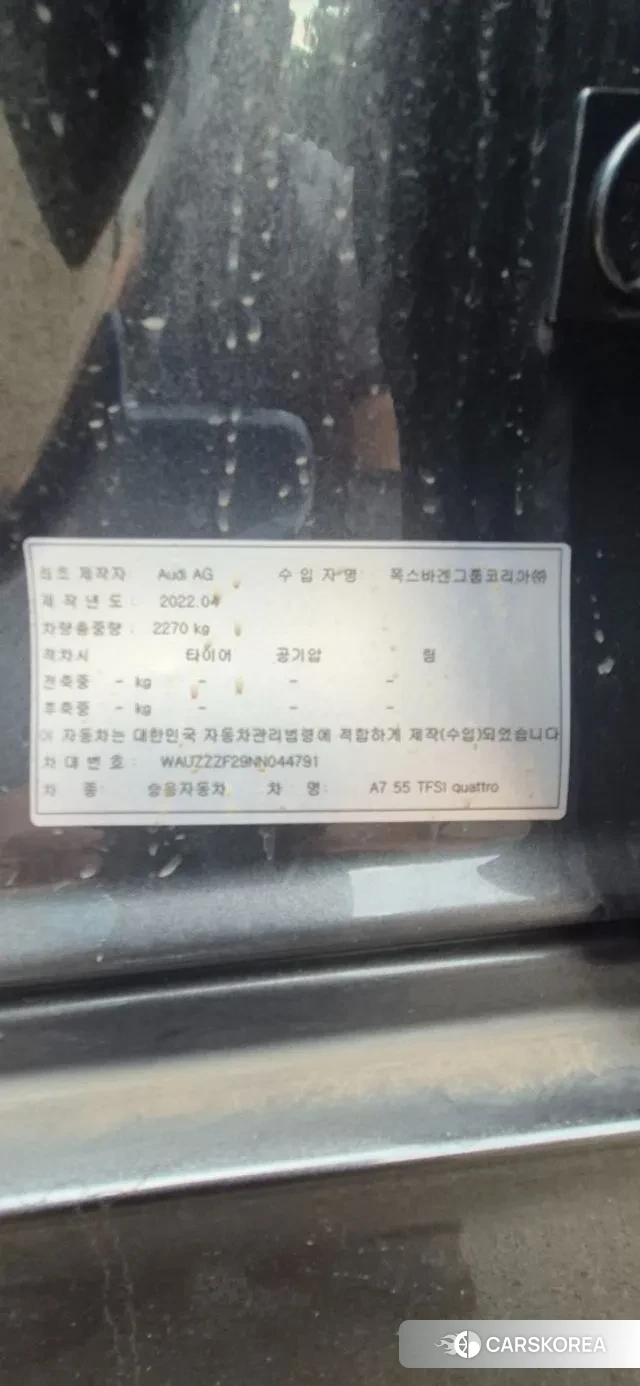 최초 제작자 Audi AG 수 입 자 명: 폭스바겐그룹코리아㈜
제 작 년 도 : 2022.04
차량총중량 : 2270 kg
적차시 타이어 공기압 림
전축중 - kg - - -
후축중 - kg - - -
이 자동차는 대한민국 자동차관리법령에 적합하게 제작(수입)되었습니다
차 대 번 호 : WAUZZZF29NN044791
차 종: 승용자동차 차 명: A7 55 TFSI quattro
CARSKOREA